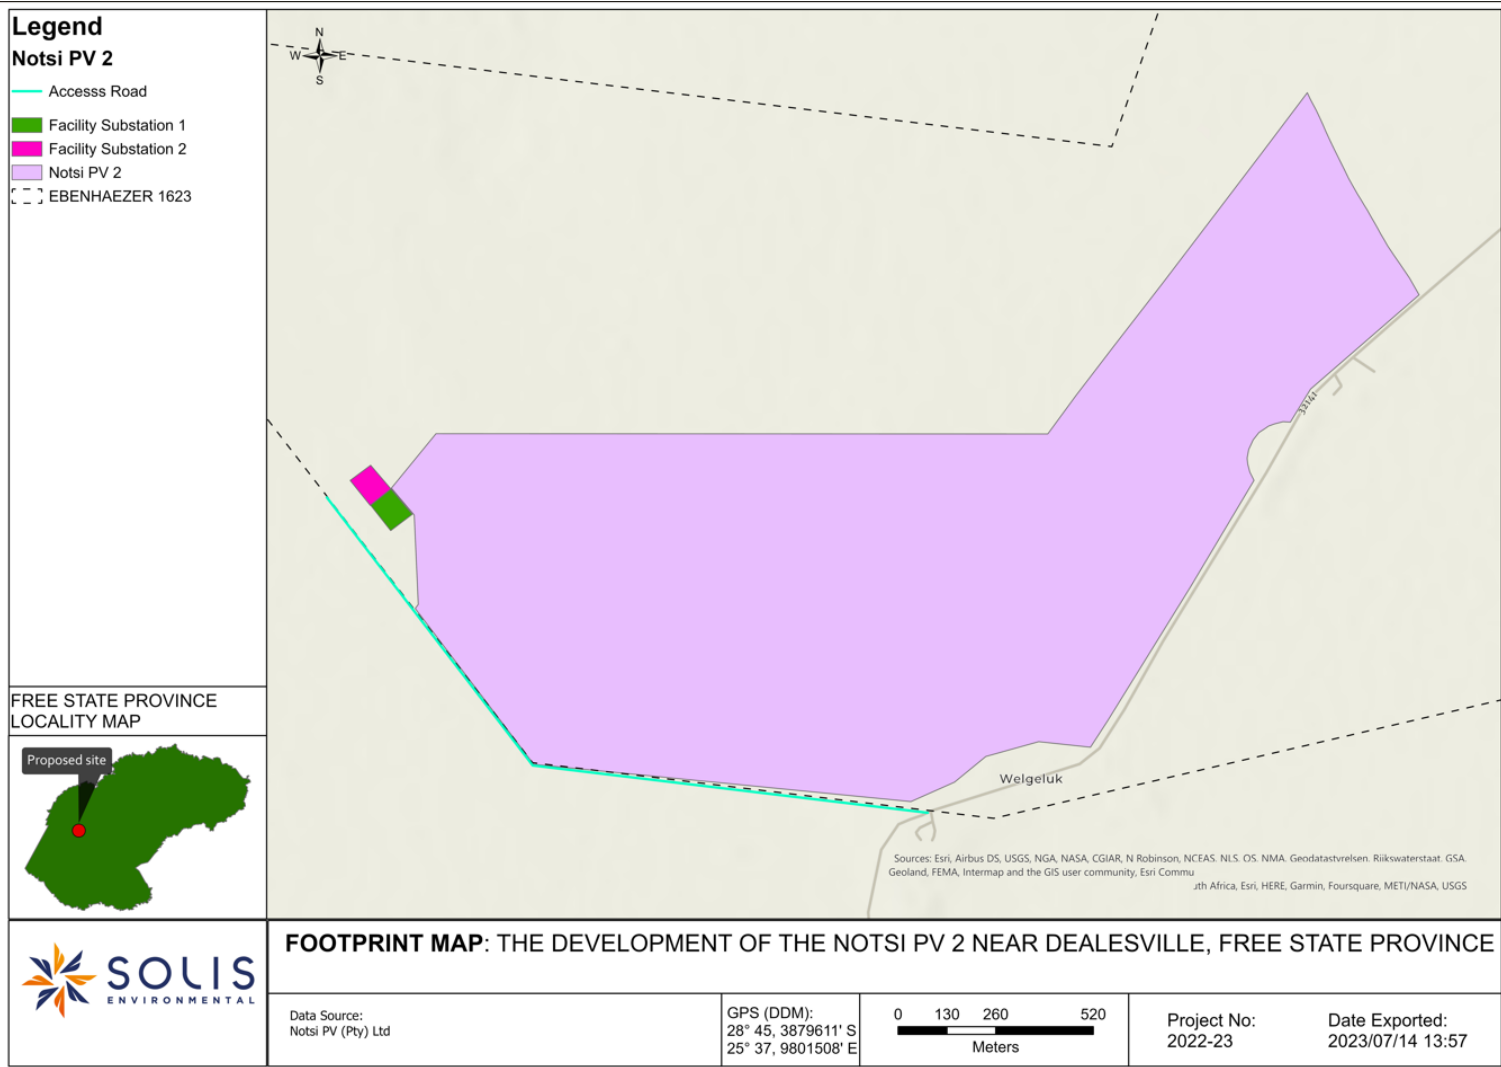 Legend
Notsi PV 2
Accesss Road
Facility Substation 1
Facility Substation 2
Notsi PV 2
EBENHAEZER 1623
N
W E
S
32141
Welgeluk
Sources: Esri, Airbus DS, USGS, NGA, NASA, CGIAR, N Robinson, NCEAS, NLS, OS, NMA, Geodatastyrelsen, Rijkswaterstaat, GSA,
Geoland, FEMA, Intermap and the GIS user community, Esri Commu
uth Africa, Esri, HERE, Garmin, Foursquare, METI/NASA, USGS
FREE STATE PROVINCE
LOCALITY MAP
Proposed site
SOLIS
ENVIRONMENTAL
FOOTPRINT MAP: THE DEVELOPMENT OF THE NOTSI PV 2 NEAR DEALESVILLE, FREE STATE PROVINCE
Data Source:
Notsi PV (Pty) Ltd
GPS (DDM):
28° 45, 3879611' S
25° 37, 9801508' E
0 130 260 520
Meters
Project No:
2022-23
Date Exported:
2023/07/14 13:57